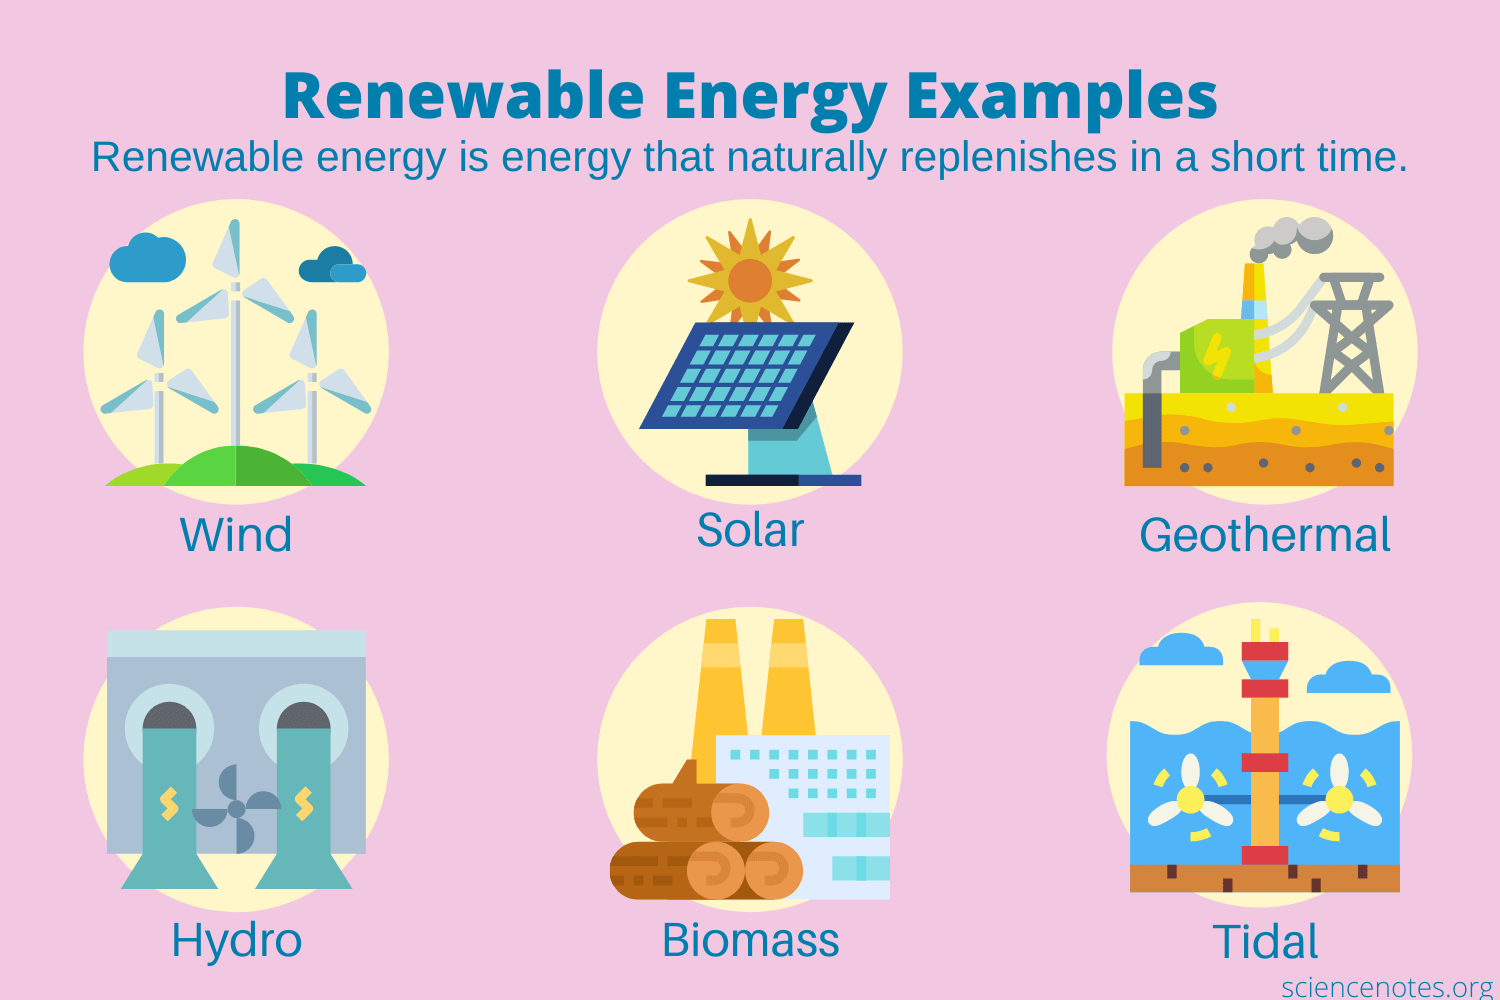 Renewable Energy Examples
Renewable energy is energy that naturally replenishes in a short time.
Wind
Solar
Geothermal
Hydro
Biomass
Tidal
sciencenotes.org